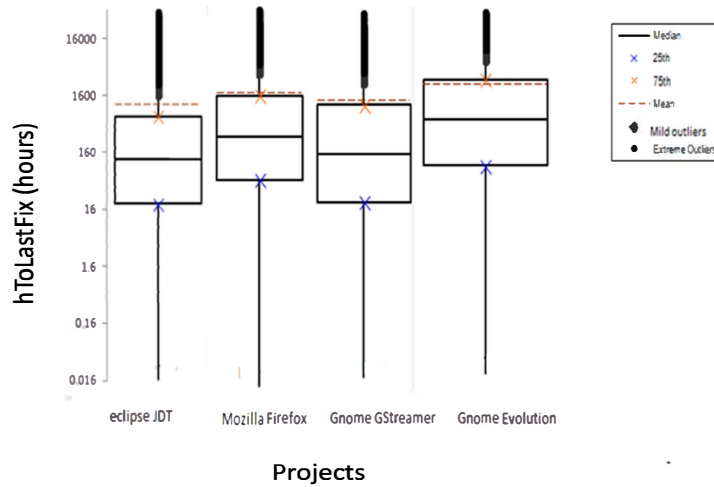 16000
1600
160
16
1.6
0.16
0.016
hToLastFix (hours)
eclipse JDT
Mozilla Firefox
Gnome GStreamer
Gnome Evolution
Projects
Median
25th
75th
Mean
Mild outliers
Extreme Outliers